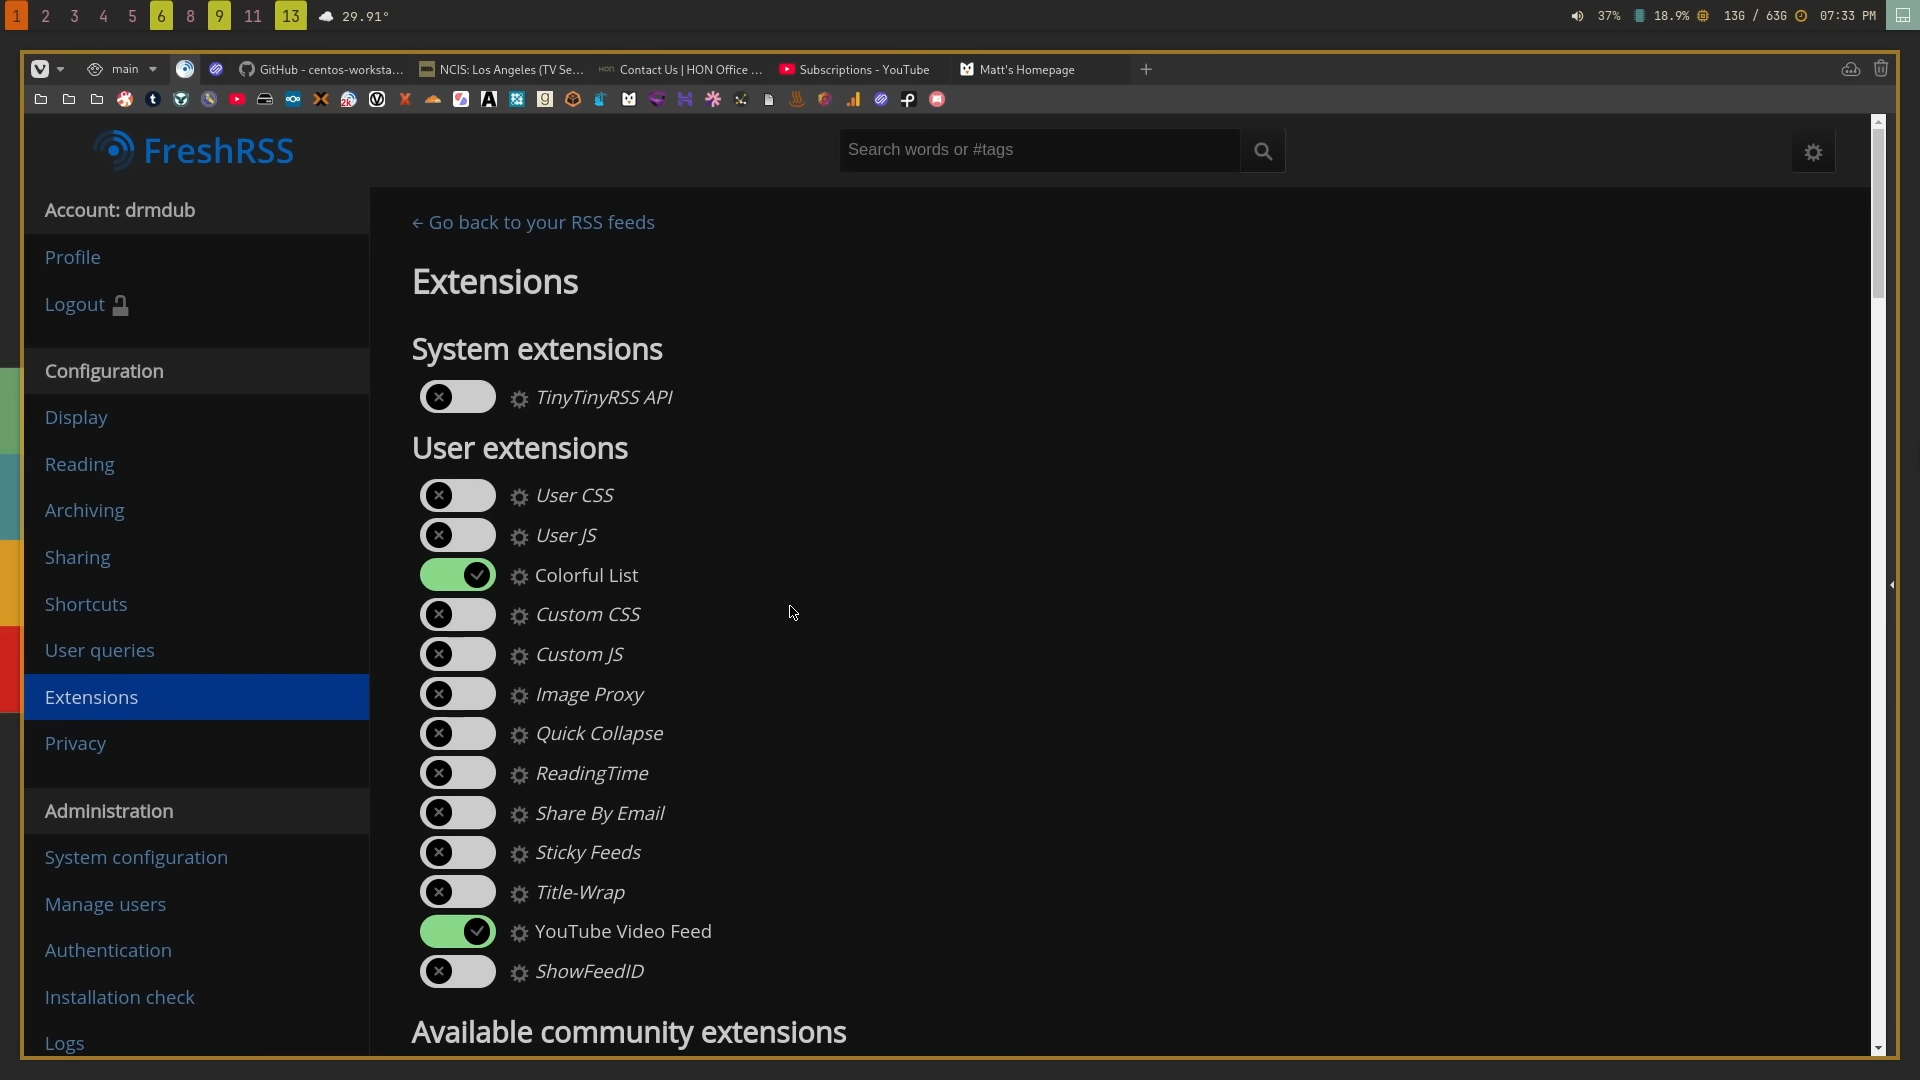 1 2 3 4 5 6 8 9 11 13 29.91° 37% 18.9% 13G / 63G 07:33 PM
main GitHub - centos-worksta... NCIS: Los Angeles (TV Se... HON Contact Us | HON Office ... Subscriptions - YouTube Matt's Homepage +
FreshRSS
Search words or #tags
Account: drmdub
Profile
Logout
Configuration
Display
Reading
Archiving
Sharing
Shortcuts
User queries
Extensions
Privacy
Administration
System configuration
Manage users
Authentication
Installation check
Logs
← Go back to your RSS feeds
Extensions
System extensions
TinyTinyRSS API
User extensions
User CSS
User JS
Colorful List
Custom CSS
Custom JS
Image Proxy
Quick Collapse
ReadingTime
Share By Email
Sticky Feeds
Title-Wrap
YouTube Video Feed
ShowFeedID
Available community extensions